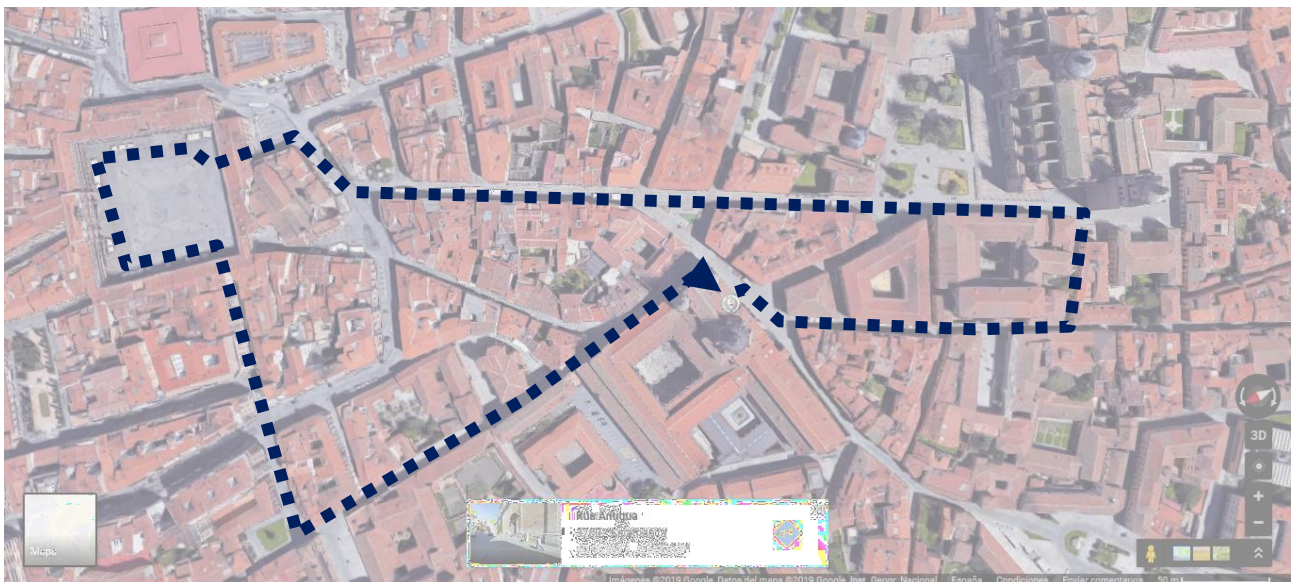 3D
+
−
Rúa Antigua
Mapa
Imágenes ©2019 Google, Datos del mapa ©2019 Google, Inst. Geogr. Nacional España Condiciones Enviar comentarios 50 m